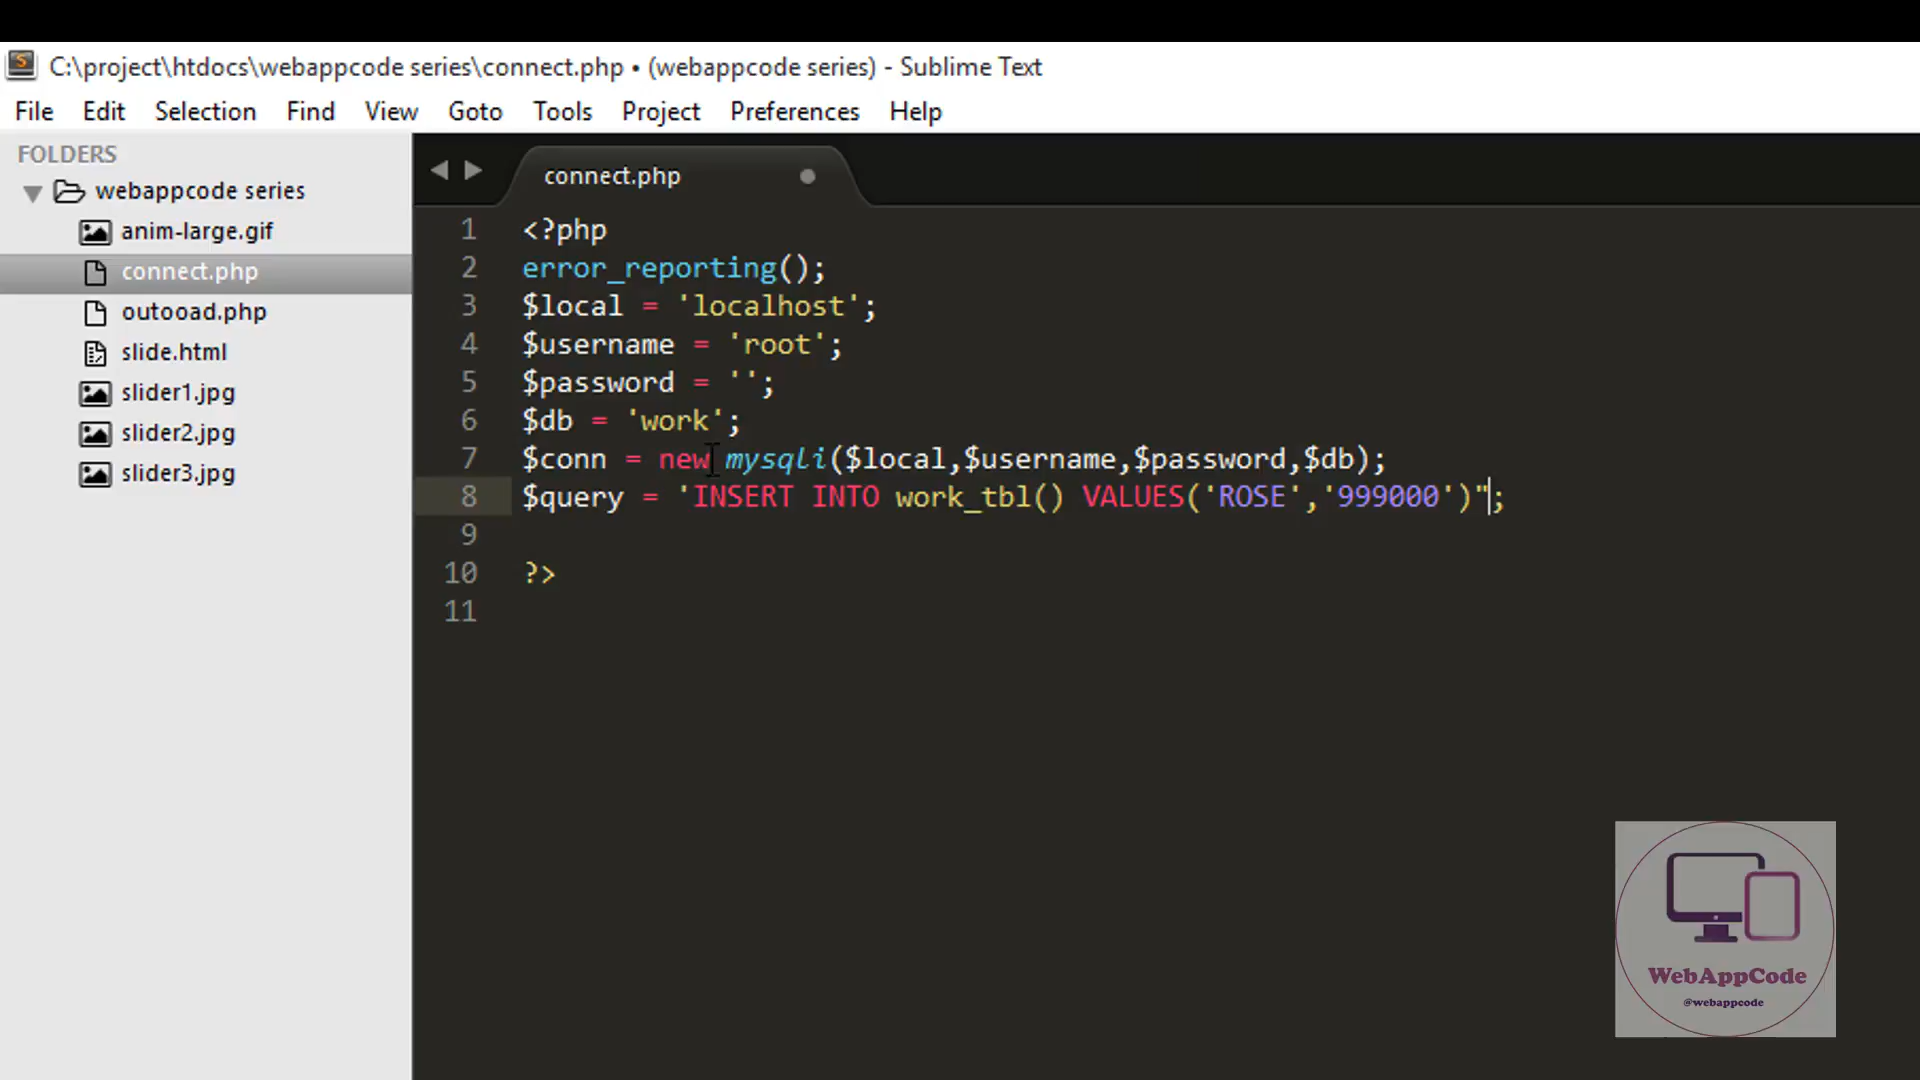 C:\project\htdocs\webappcode series\connect.php • (webappcode series) - Sublime Text
File Edit Selection Find View Goto Tools Project Preferences Help
FOLDERS
webappcode series
anim-large.gif
connect.php
outooad.php
slide.html
slider1.jpg
slider2.jpg
slider3.jpg
connect.php
1 <?php
2 error_reporting();
3 $local = 'localhost';
4 $username = 'root';
5 $password = '';
6 $db = 'work';
7 $conn = new mysqli($local,$username,$password,$db);
8 $query = 'INSERT INTO work_tbl() VALUES('ROSE','999000')";
9
10 ?>
11
WebAppCode
@webappcode